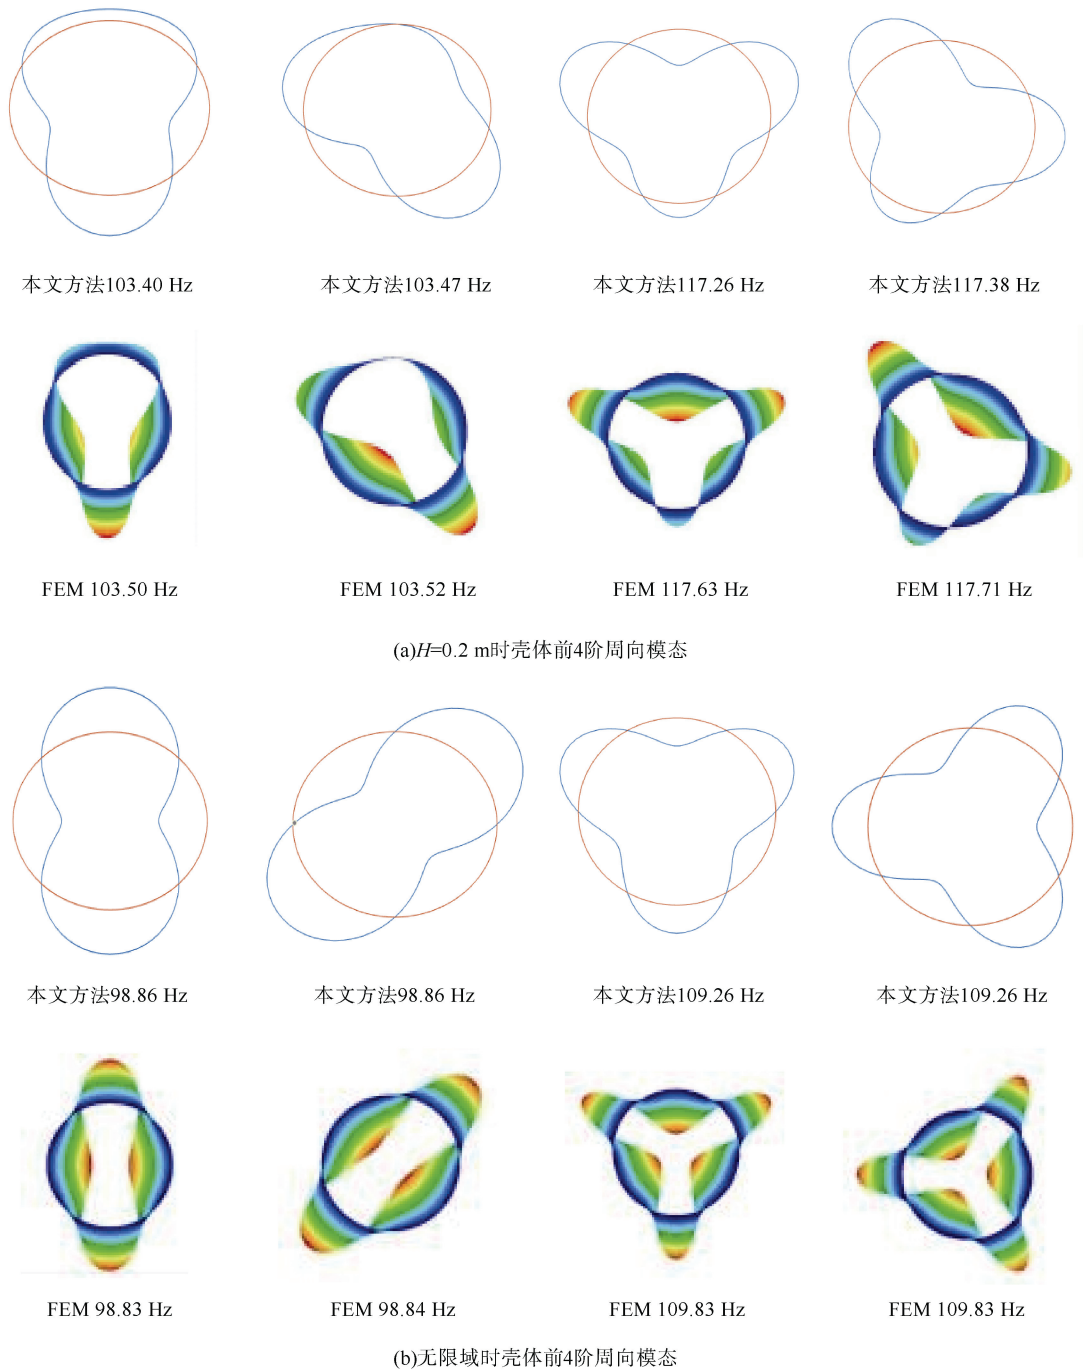 本文方法103.40 Hz 本文方法103.47 Hz 本文方法117.26 Hz 本文方法117.38 Hz
FEM 103.50 Hz FEM 103.52 Hz FEM 117.63 Hz FEM 117.71 Hz
(a)H=0.2 m时壳体前4阶周向模态
本文方法98.86 Hz 本文方法98.86 Hz 本文方法109.26 Hz 本文方法109.26 Hz
FEM 98.83 Hz FEM 98.84 Hz FEM 109.83 Hz FEM 109.83 Hz
(b)无限域时壳体前4阶周向模态